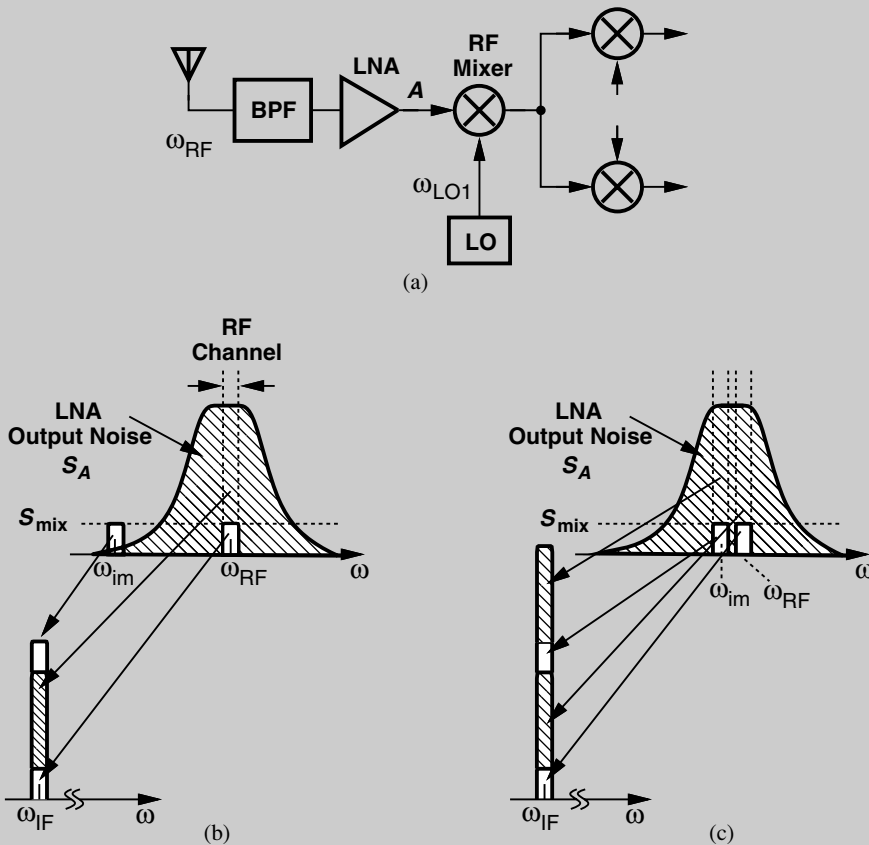 LNA
RF
Mixer
A
BPF
ω_RF
ω_LO1
LO
(a)
RF
Channel
LNA
Output Noise
S_A
S_mix
ω_im
ω_RF
ω
ω_IF
ω
(b)
LNA
Output Noise
S_A
S_mix
ω_im
ω_RF
ω
ω_IF
ω
(c)